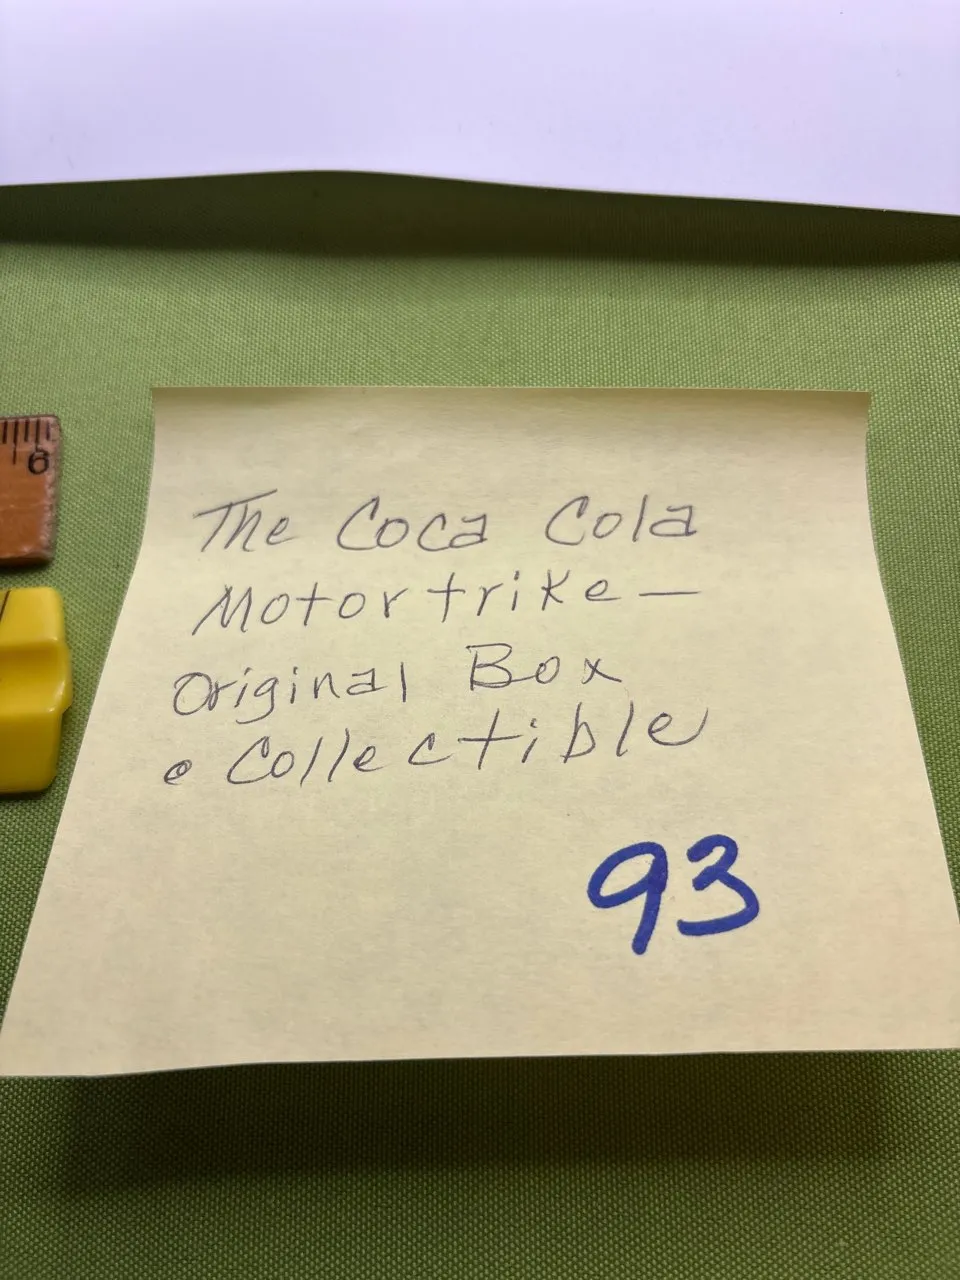 The Coca Cola
Motortrike—
Original Box
• Collectible
93
6